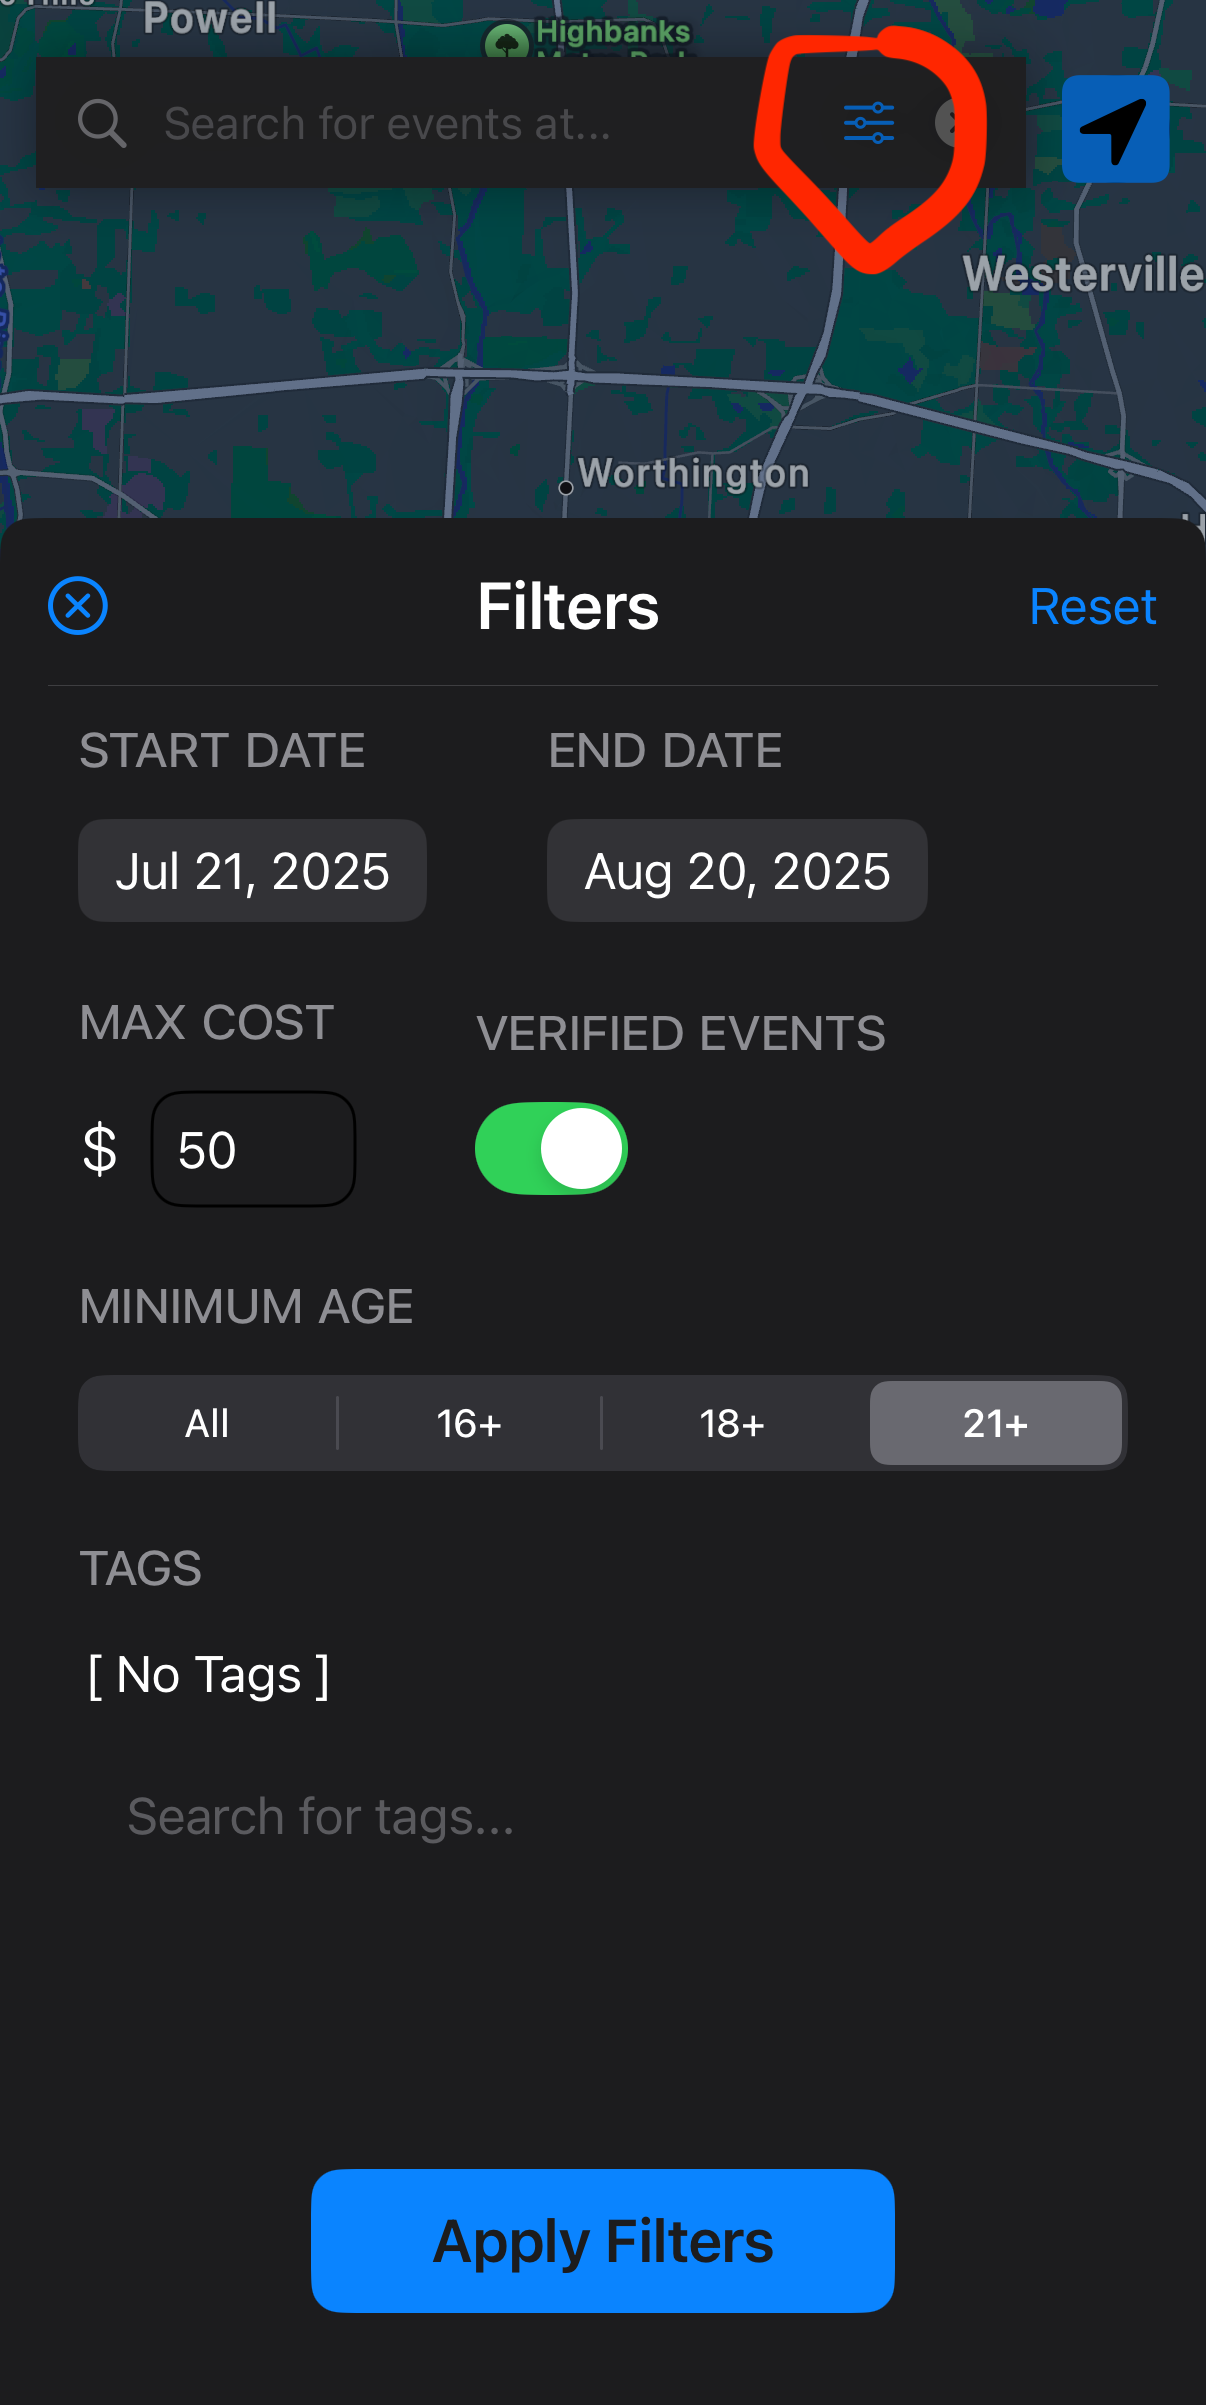 Powell
Highbanks
Search for events at...
Westerville
Worthington
Filters
Reset
START DATE
END DATE
Jul 21, 2025
Aug 20, 2025
MAX COST
VERIFIED EVENTS
$ 50
MINIMUM AGE
All
16+
18+
21+
TAGS
[ No Tags ]
Search for tags...
Apply Filters